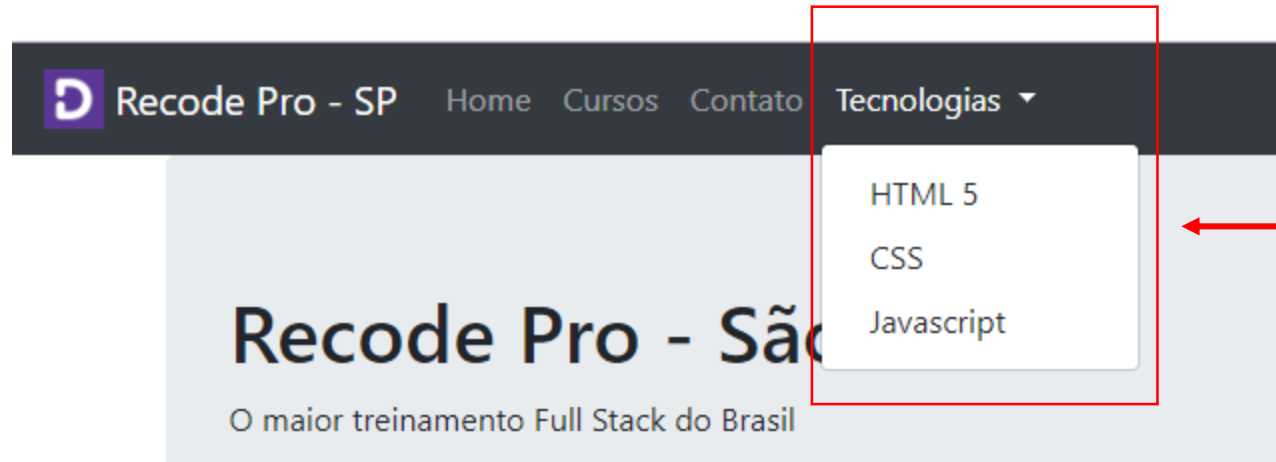 D Recode Pro - SP Home Cursos Contato Tecnologias
HTML 5
CSS
Javascript
Recode Pro - São
O maior treinamento Full Stack do Brasil